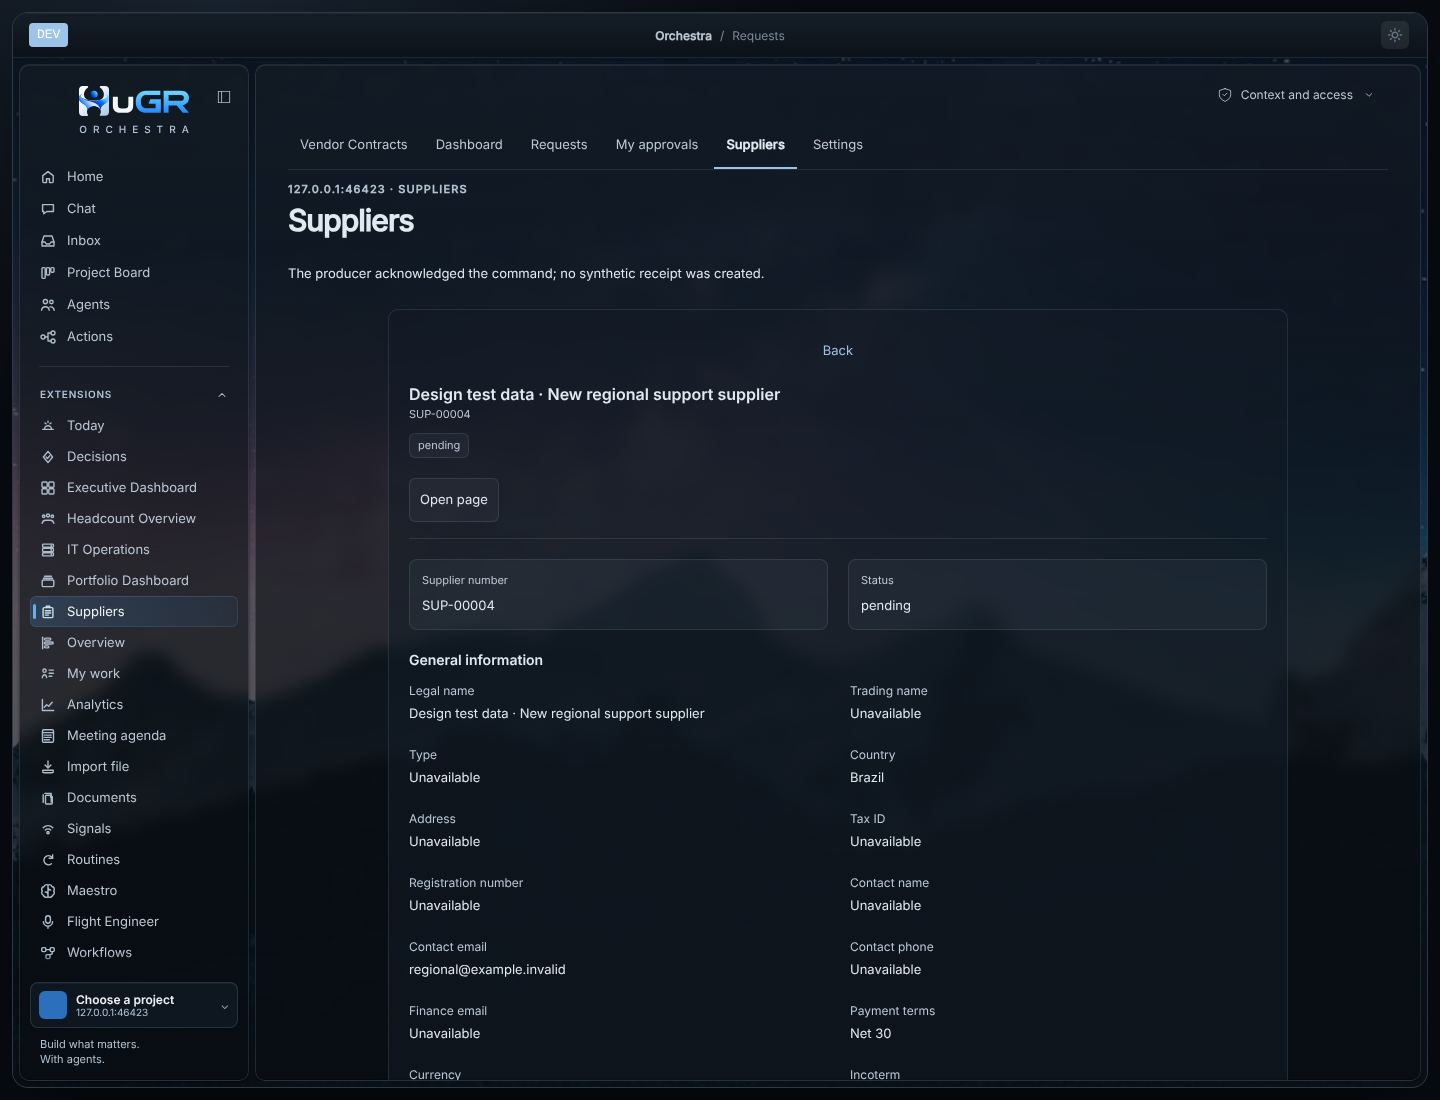 DEV
Orchestra / Requests
HuGR
ORCHESTRA
Home
Chat
Inbox
Project Board
Agents
Actions
EXTENSIONS
Today
Decisions
Executive Dashboard
Headcount Overview
IT Operations
Portfolio Dashboard
Suppliers
Overview
My work
Analytics
Meeting agenda
Import file
Documents
Signals
Routines
Maestro
Flight Engineer
Workflows
Choose a project
127.0.0.1:46423
Build what matters.
With agents.
Context and access
Vendor Contracts Dashboard Requests My approvals Suppliers Settings
127.0.0.1:46423 · SUPPLIERS
Suppliers
The producer acknowledged the command; no synthetic receipt was created.
Back
Design test data · New regional support supplier
SUP-00004
pending
Open page
Supplier number
SUP-00004
Status
pending
General information
Legal name
Design test data · New regional support supplier
Trading name
Unavailable
Type
Unavailable
Country
Brazil
Address
Unavailable
Tax ID
Unavailable
Registration number
Unavailable
Contact name
Unavailable
Contact email
regional@example.invalid
Contact phone
Unavailable
Finance email
Unavailable
Payment terms
Net 30
Currency
Incoterm